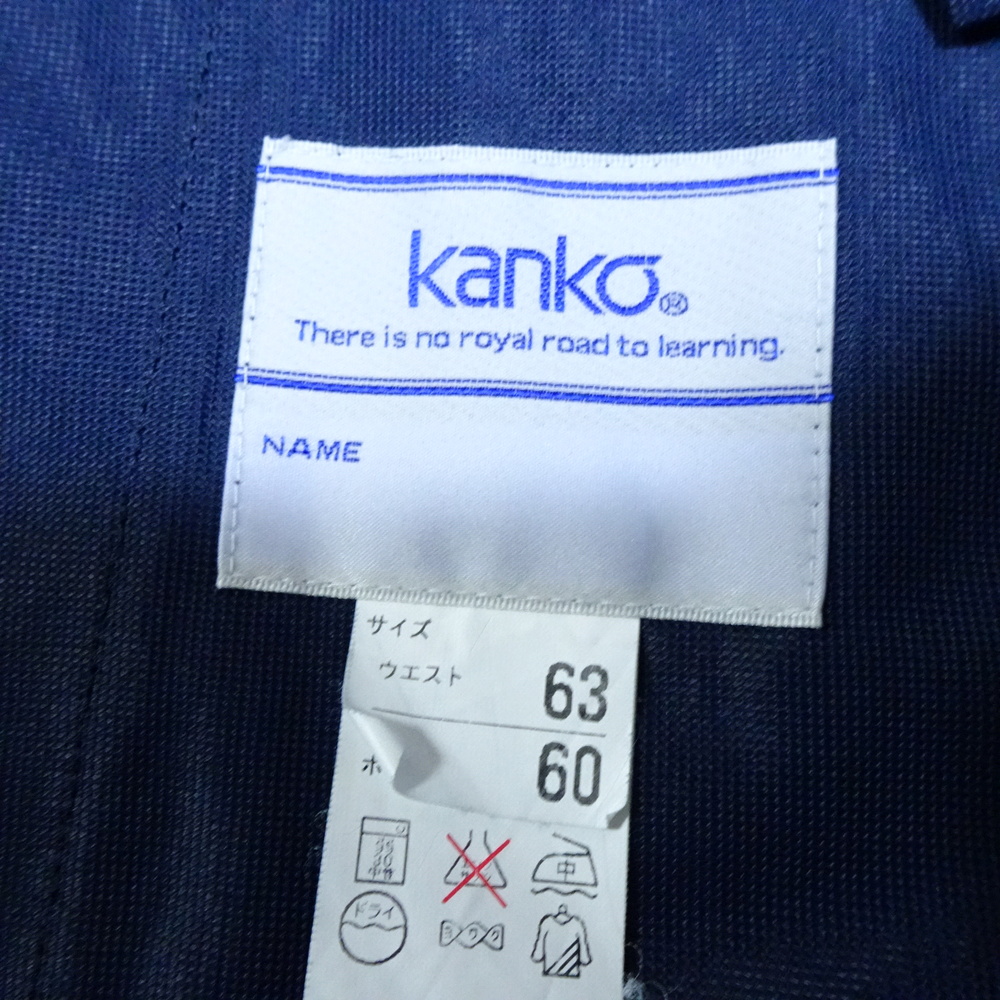 kanko®
There is no royal road to learning.
NAME
サイズ
ウエスト 63
60
中
ドライ